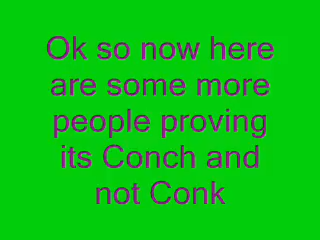 Ok so now here
are some more
people proving
its Conch and
not Conk